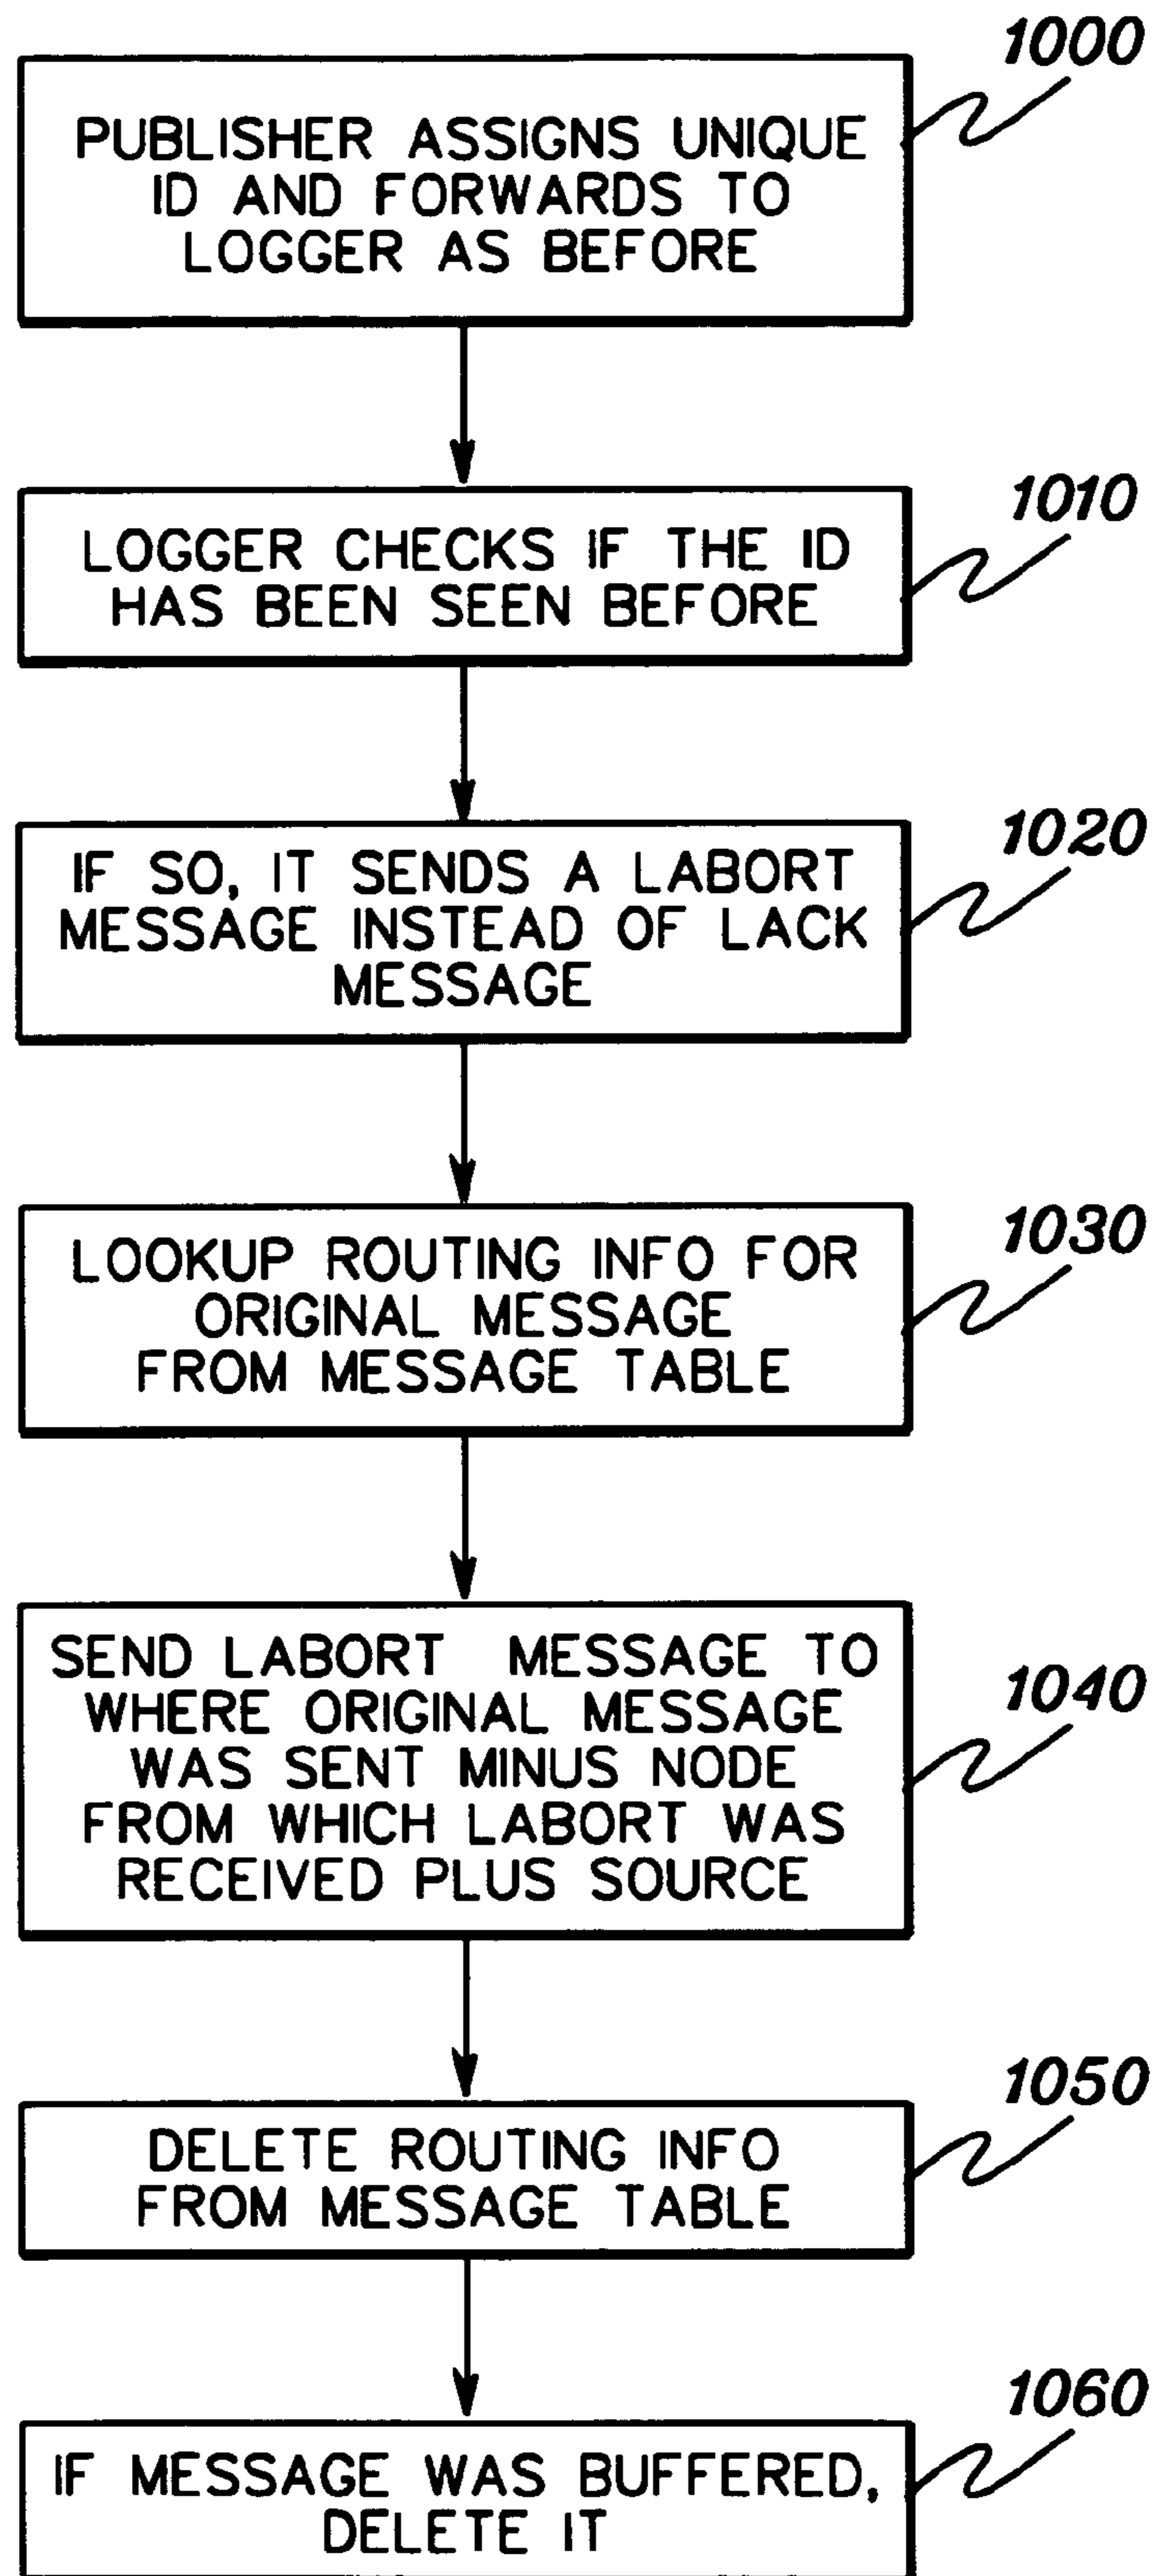 1000
PUBLISHER ASSIGNS UNIQUE
ID AND FORWARDS TO
LOGGER AS BEFORE
1010
LOGGER CHECKS IF THE ID
HAS BEEN SEEN BEFORE
1020
IF SO, IT SENDS A LABORT
MESSAGE INSTEAD OF LACK
MESSAGE
1030
LOOKUP ROUTING INFO FOR
ORIGINAL MESSAGE
FROM MESSAGE TABLE
1040
SEND LABORT MESSAGE TO
WHERE ORIGINAL MESSAGE
WAS SENT MINUS NODE
FROM WHICH LABORT WAS
RECEIVED PLUS SOURCE
1050
DELETE ROUTING INFO
FROM MESSAGE TABLE
1060
IF MESSAGE WAS BUFFERED,
DELETE IT